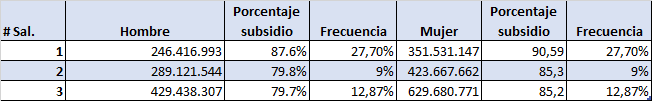 # Sal. Hombre Porcentaje subsidio Frecuencia Mujer Porcentaje subsidio Frecuencia
1 246.416.993 87.6% 27,70% 351.531.147 90,59 27,70%
2 289.121.544 79.8% 9% 423.667.662 85,3 9%
3 429.438.307 79.7% 12,87% 629.680.771 85,2 12,87%